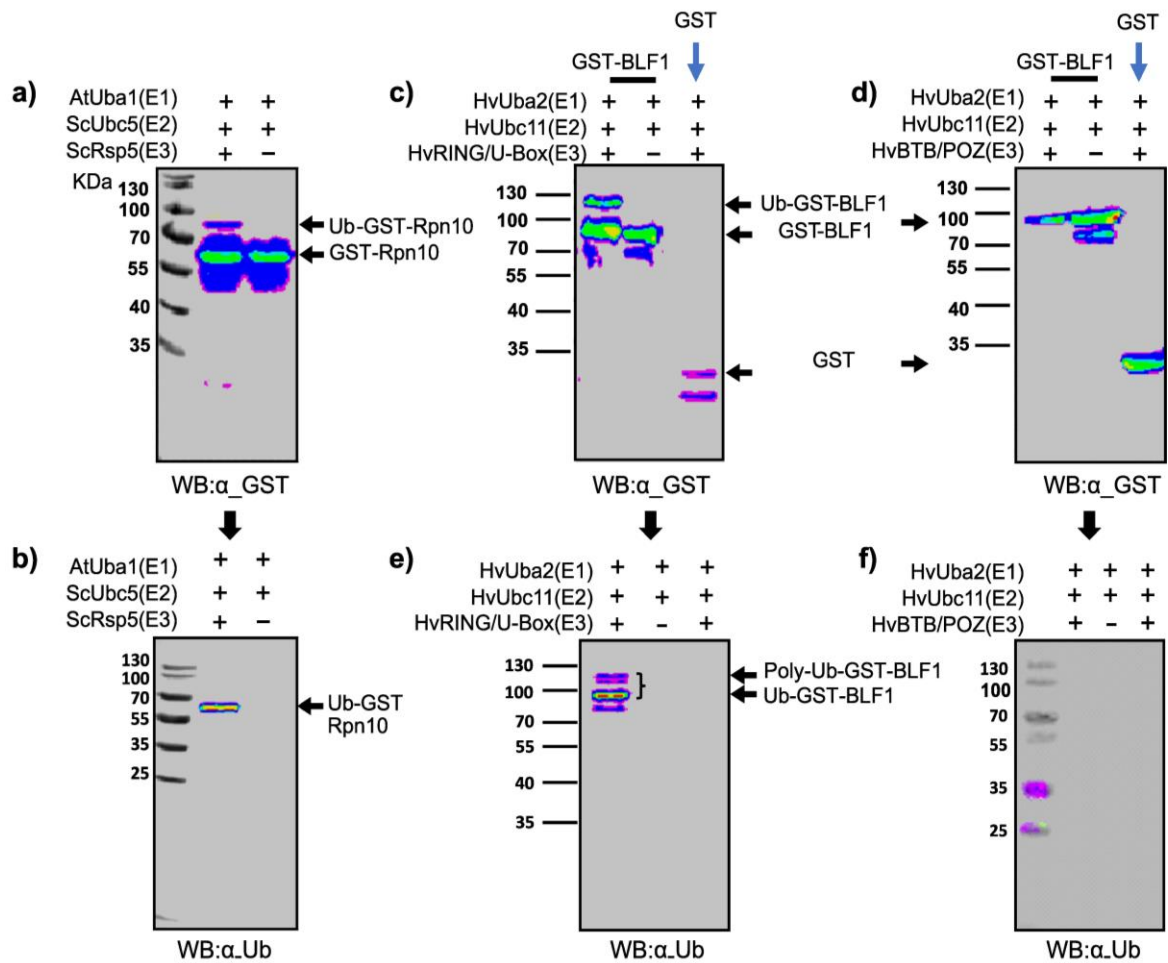 a)
AtUba1(E1) + +
ScUbc5(E2) + +
ScRsp5(E3) + −
KDa
130
100
70
55
40
35
Ub-GST-Rpn10
GST-Rpn10
WB:α_GST
c)
GST
GST-BLF1
HvUba2(E1) + + +
HvUbc11(E2) + + +
HvRING/U-Box(E3) + − +
130
100
70
55
40
35
Ub-GST-BLF1
GST-BLF1
GST
WB:α_GST
d)
GST
GST-BLF1
HvUba2(E1) + + +
HvUbc11(E2) + + +
HvBTB/POZ(E3) + − +
130
100
70
55
40
35
WB:α_GST
b)
AtUba1(E1) + +
ScUbc5(E2) + +
ScRsp5(E3) + −
130
100
70
55
35
25
Ub-GST
Rpn10
WB:α_Ub
e)
HvUba2(E1) + + +
HvUbc11(E2) + + +
HvRING/U-Box(E3) + − +
130
100
70
55
40
35
Poly-Ub-GST-BLF1
Ub-GST-BLF1
WB:α_Ub
f)
HvUba2(E1) + + +
HvUbc11(E2) + + +
HvBTB/POZ(E3) + − +
130
100
70
55
35
25
WB:α_Ub